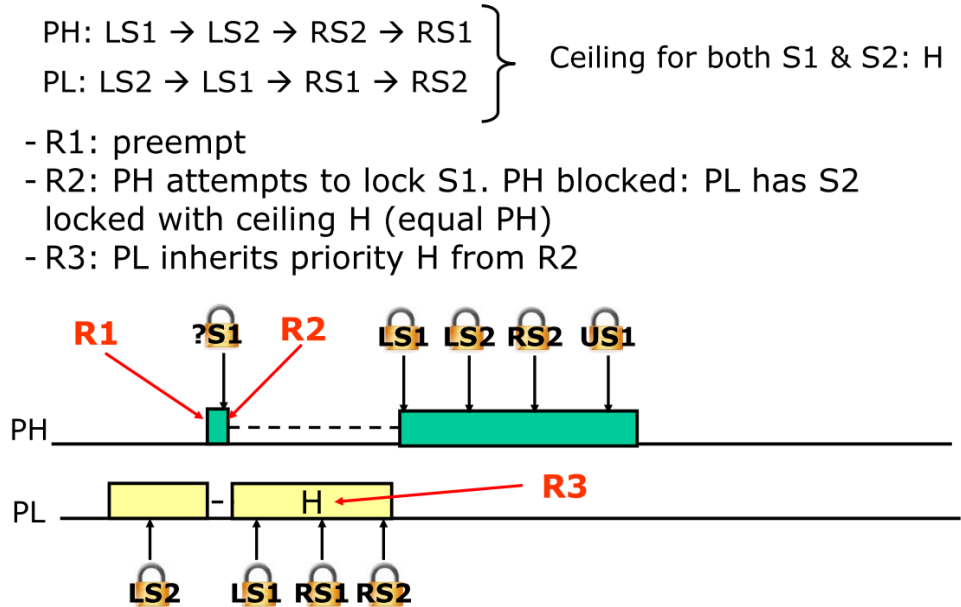 PH: LS1 → LS2 → RS2 → RS1
PL: LS2 → LS1 → RS1 → RS2
Ceiling for both S1 & S2: H
- R1: preempt
- R2: PH attempts to lock S1. PH blocked: PL has S2
locked with ceiling H (equal PH)
- R3: PL inherits priority H from R2
R1 ?S1 R2 LS1 LS2 RS2 US1
PH
H R3
PL
LS2 LS1 RS1 RS2